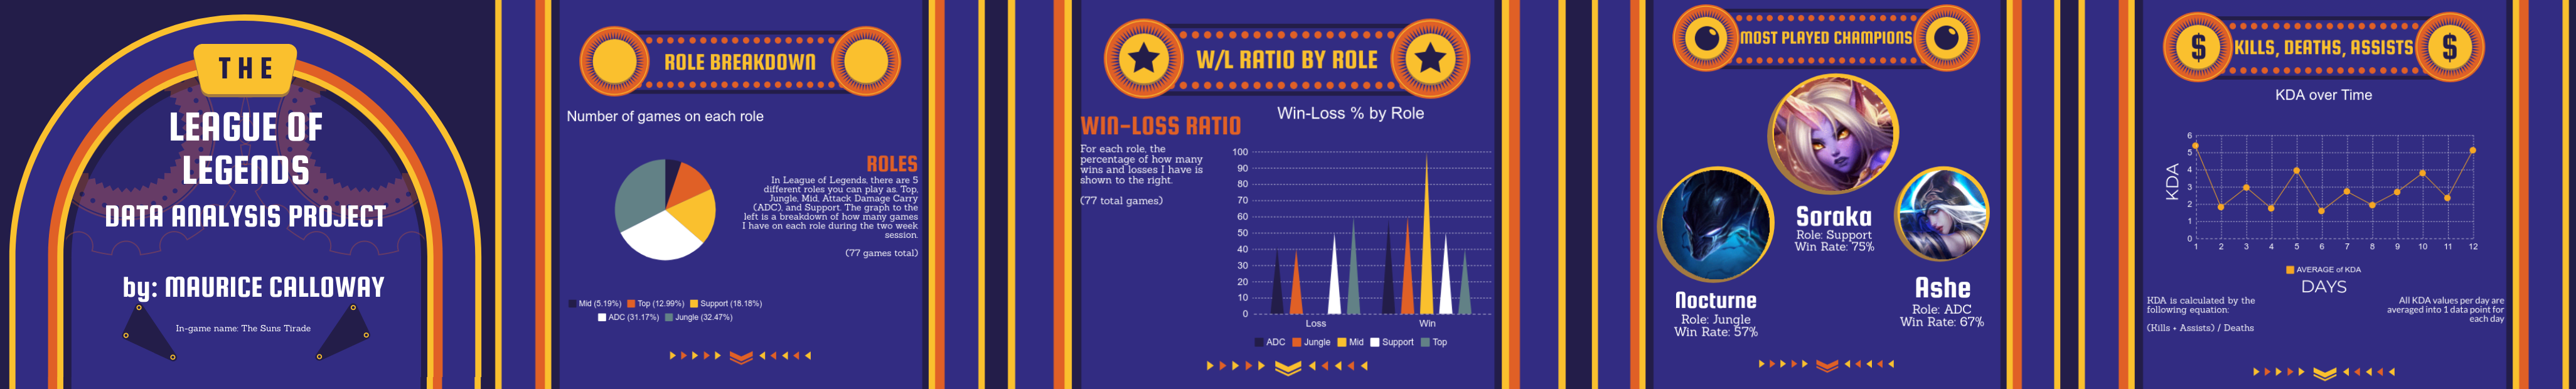 THE
LEAGUE OF
LEGENDS
DATA ANALYSIS PROJECT
by: MAURICE CALLOWAY
In-game name: The Suns Tirade
ROLE BREAKDOWN
Number of games on each role
ROLES
In League of Legends, there are 5
different roles you can play as. Top,
Jungle, Mid, Attack Damage Carry
(ADC), and Support. The graph to the
left is a breakdown of how many games
I have on each role during the two week
session.
(77 games total)
Mid (5.19%) Top (12.99%) Support (18.18%)
ADC (31.17%) Jungle (32.47%)
W/L RATIO BY ROLE
WIN-LOSS RATIO
For each role, the
percentage of how many
wins and losses I have is
shown to the right.
(77 total games)
Win-Loss % by Role
100
90
80
70
60
50
40
30
20
10
0
Loss Win
ADC Jungle Mid Support Top
MOST PLAYED CHAMPIONS
Soraka
Role: Support
Win Rate: 75%
Nocturne
Role: Jungle
Win Rate: 57%
Ashe
Role: ADC
Win Rate: 67%
$ KILLS, DEATHS, ASSISTS $
KDA over Time
KDA
6
5
4
3
2
1
0
1 2 3 4 5 6 7 8 9 10 11 12
AVERAGE of KDA
DAYS
KDA is calculated by the
following equation:
(Kills + Assists) / Deaths
All KDA values per day are
averaged into 1 data point for
each day